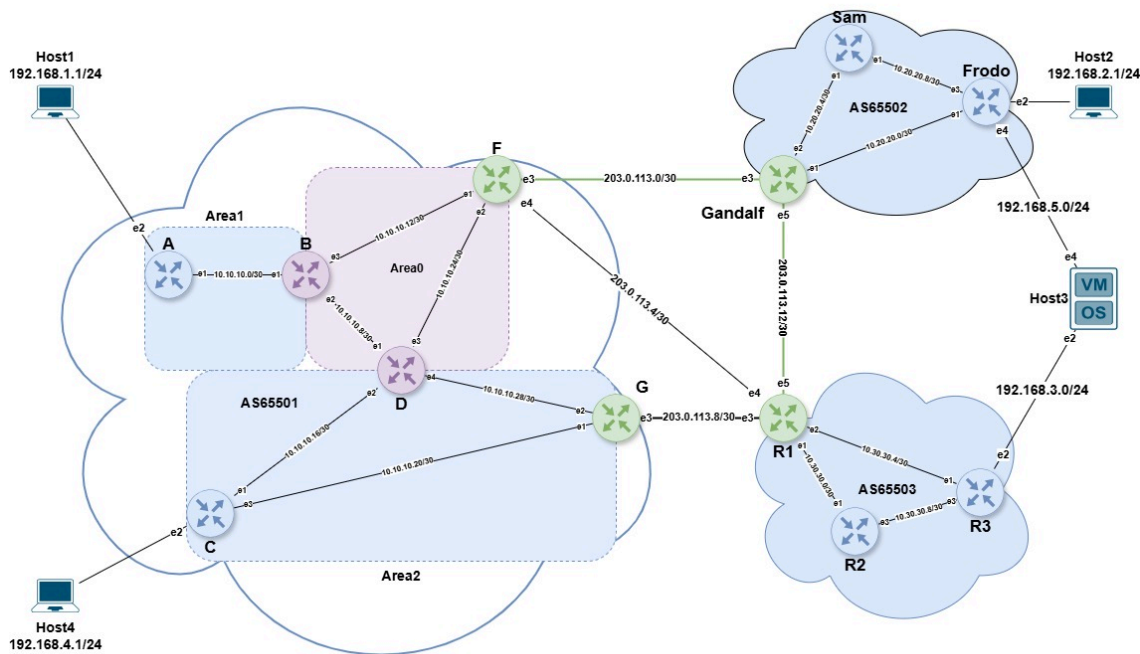 Sam
Host1
192.168.1.1/24
e1
e1
10.20.20.8/30
Frodo
Host2
192.168.2.1/24
e3
e2
10.20.20.4/30
AS65502
e1
e4
10.20.20.0/30
F
e2
e1
e3
203.0.113.0/30
e3
e4
Gandalf
e5
e1
e2
10.10.10.12/30
192.168.5.0/24
Area1
e2
A
B
e3
10.10.10.24/30
Area0
e1
10.10.10.0/30
e1
e2
10.10.10.8/30
e1
e3
203.0.113.4/30
203.0.113.12/30
e4
VM
OS
Host3
e2
D
e2
e4
10.10.10.28/30
G
e4
e5
192.168.3.0/24
AS65501
e2
e1
e3
203.0.113.8/30
e3
R1
e2
e1
10.30.30.4/30
10.10.10.16/30
10.10.10.20/30
10.30.30.0/30
AS65503
e2
e1
e1
e3
e1
e3
10.30.30.8/30
e3
R3
C
e2
R2
Area2
Host4
192.168.4.1/24